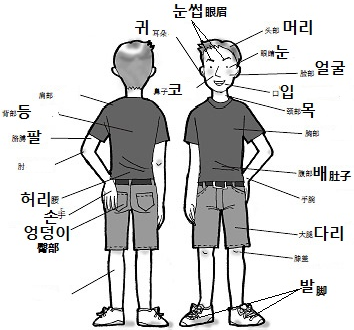 눈썹 眼眉
귀 耳朵
头部 머리
眼睛 눈
脸部 얼굴
鼻子 코
口 입
肩部
颈部 목
背部 등
胸部
胳膊 팔
肘
腹部 배 肚子
허리 腰
手腕
손 手
엉덩이
臀部
大腿 다리
膝盖
발 脚